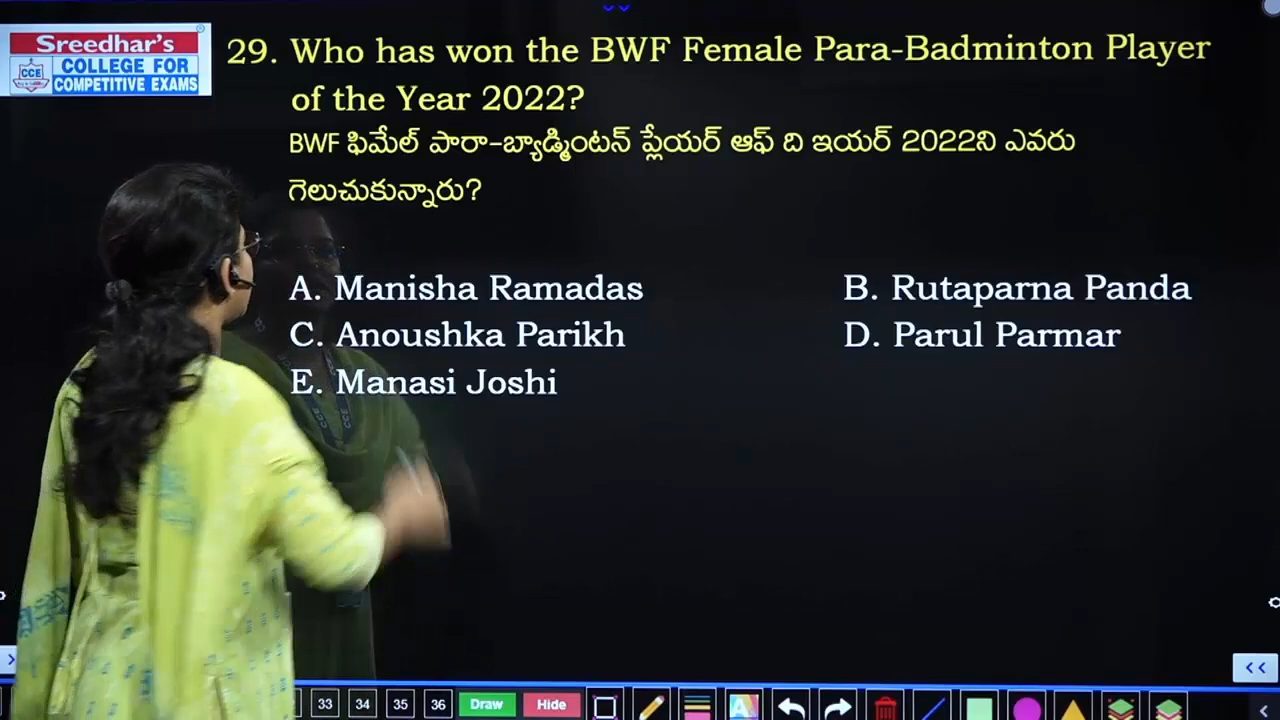 Sreedhar's
CCE
COLLEGE FOR
COMPETITIVE EXAMS
29. Who has won the BWF Female Para-Badminton Player
of the Year 2022?
BWF ఫిమేల్ పారా-బ్యాడ్మింటన్ ప్లేయర్ ఆఫ్ ది ఇయర్ 2022ని ఎవరు
గెలుచుకున్నారు?
A. Manisha Ramadas
B. Rutaparna Panda
C. Anoushka Parikh
D. Parul Parmar
E. Manasi Joshi
33 34 35 36 Draw Hide